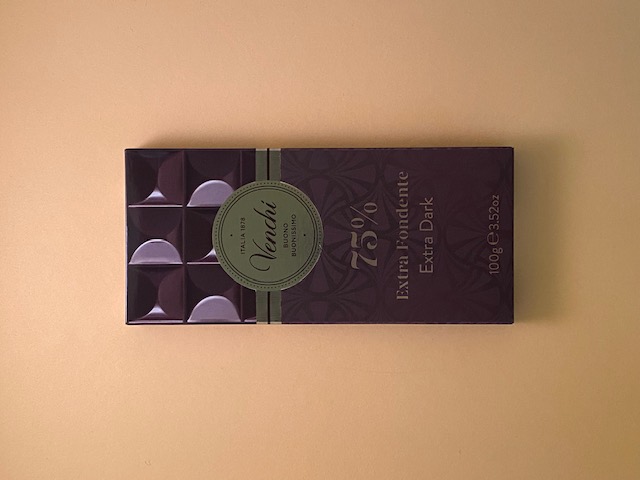 ITALIA 1878
Venchi
BUONO
BUONISSIMO
75%
Extra Fondente
Extra Dark
100g ℮ 3.52oz